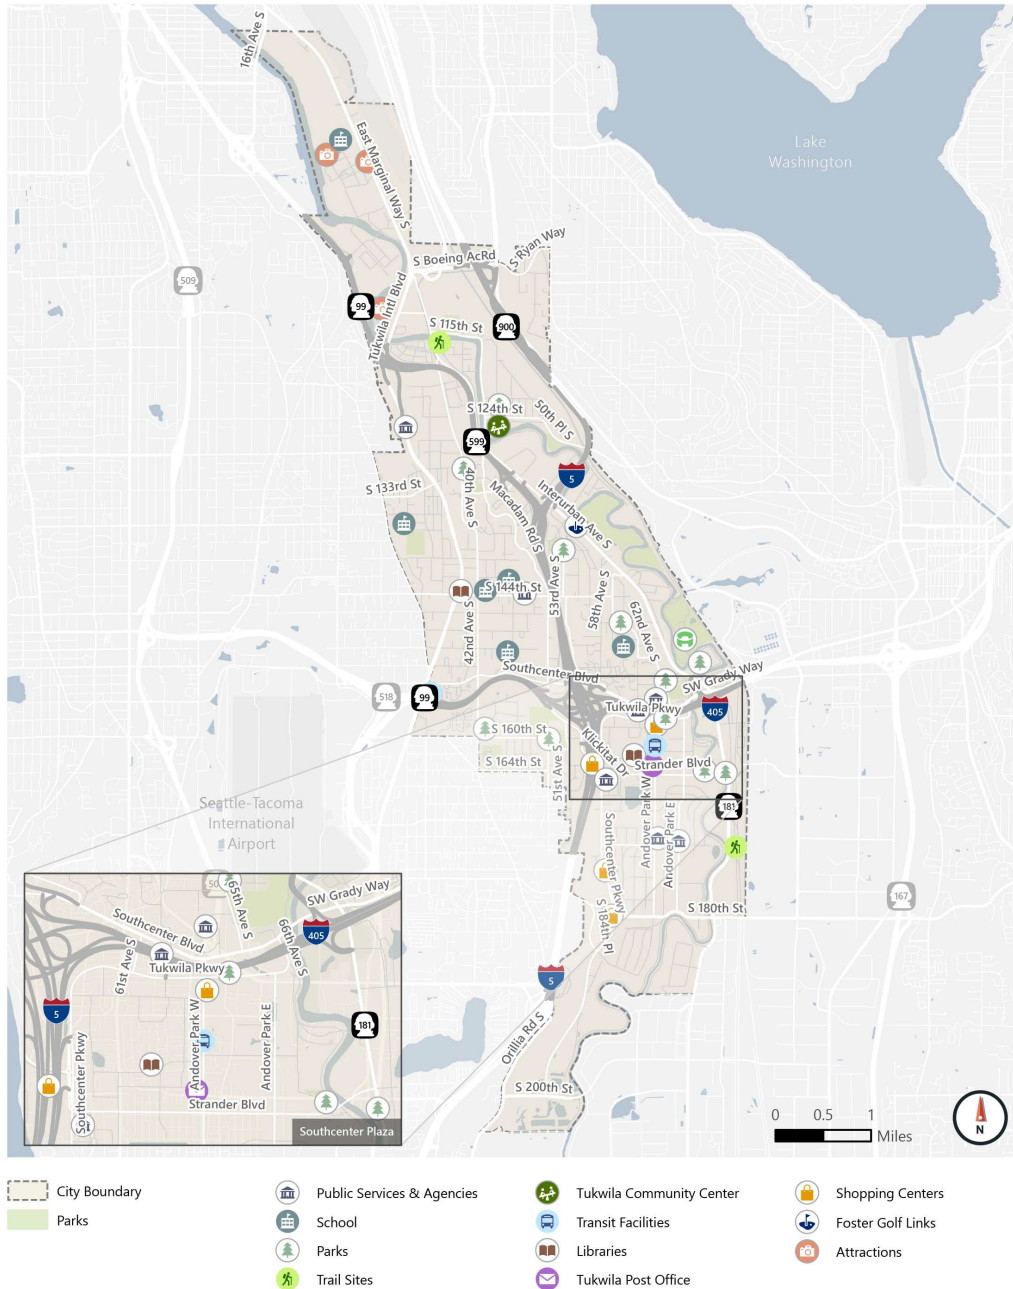 16th Ave S
East Marginal Way S
Lake
Washington
S Boeing AcRd
S Ryan Way
509
99
Tukwila Intl Blvd
S 115th St
900
S 124th St
50th Pl S
599
40th Ave S
5
S 133rd St
Macadam Rd S
Interurban Ave S
S 144th St
53rd Ave S
58th Ave S
62nd Ave S
42nd Ave S
Southcenter Blvd
SW Grady Way
518
99
Tukwila Pkwy
405
S 160th St
Klickitat Dr
S 164th St
51st Ave S
Strander Blvd
Seattle-Tacoma
International
Airport
181
Southcenter Pkwy
Andover Park W
Andover Park E
167
S 180th St
S 184th Pl
5
Orillia Rd S
S 200th St
65th Ave S
SW Grady Way
Southcenter Blvd
66th Ave S
405
61st Ave S
Tukwila Pkwy
5
Andover Park W
Andover Park E
181
Southcenter Pkwy
Strander Blvd
Southcenter Plaza
0 0.5 1
Miles
N
City Boundary
Parks
Public Services & Agencies
School
Parks
Trail Sites
Tukwila Community Center
Transit Facilities
Libraries
Tukwila Post Office
Shopping Centers
Foster Golf Links
Attractions